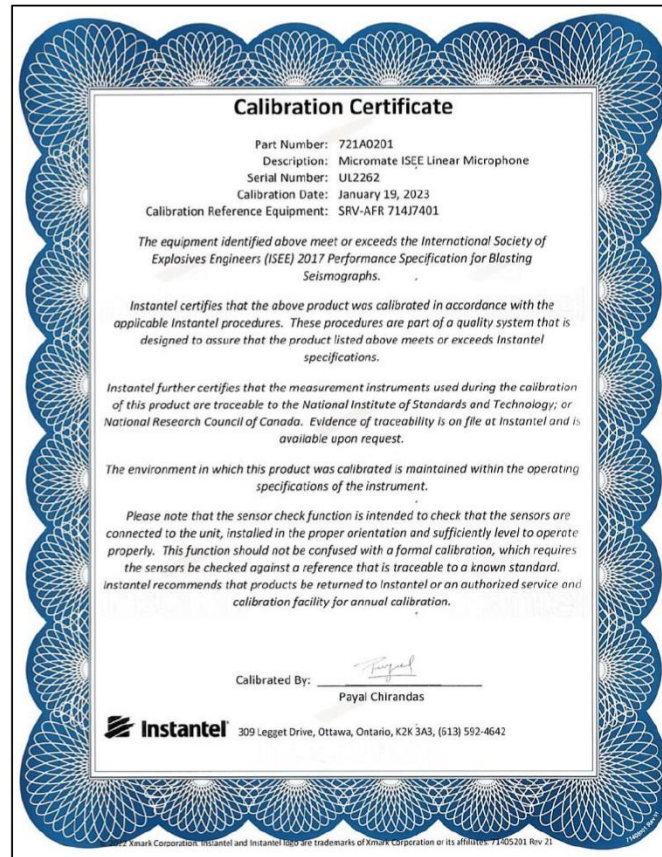 Calibration Certificate
Part Number: 721A0201
Description: Micromate ISEE Linear Microphone
Serial Number: UL2262
Calibration Date: January 19, 2023
Calibration Reference Equipment: SRV-AFR 714J7401
The equipment identified above meet or exceeds the International Society of
Explosives Engineers (ISEE) 2017 Performance Specification for Blasting
Seismographs.
Instantel certifies that the above product was calibrated in accordance with the
applicable Instantel procedures. These procedures are part of a quality system that is
designed to assure that the product listed above meets or exceeds Instantel
specifications.
Instantel further certifies that the measurement instruments used during the calibration
of this product are traceable to the National Institute of Standards and Technology; or
National Research Council of Canada. Evidence of traceability is on file at Instantel and is
available upon request.
The environment in which this product was calibrated is maintained within the operating
specifications of the instrument.
Please note that the sensor check function is intended to check that the sensors are
connected to the unit, installed in the proper orientation and sufficiently level to operate
properly. This function should not be confused with a formal calibration, which requires
the sensors be checked against a reference that is traceable to a known standard.
Instantel recommends that products be returned to Instantel or an authorized service and
calibration facility for annual calibration.
Calibrated By:
Payal Chirandas
Instantel 309 Legget Drive, Ottawa, Ontario, K2K 3A3, (613) 592-4642
© 2022 Xmark Corporation. Instantel and Instantel logo are trademarks of Xmark Corporation or its affiliates. 71405201 Rev 21